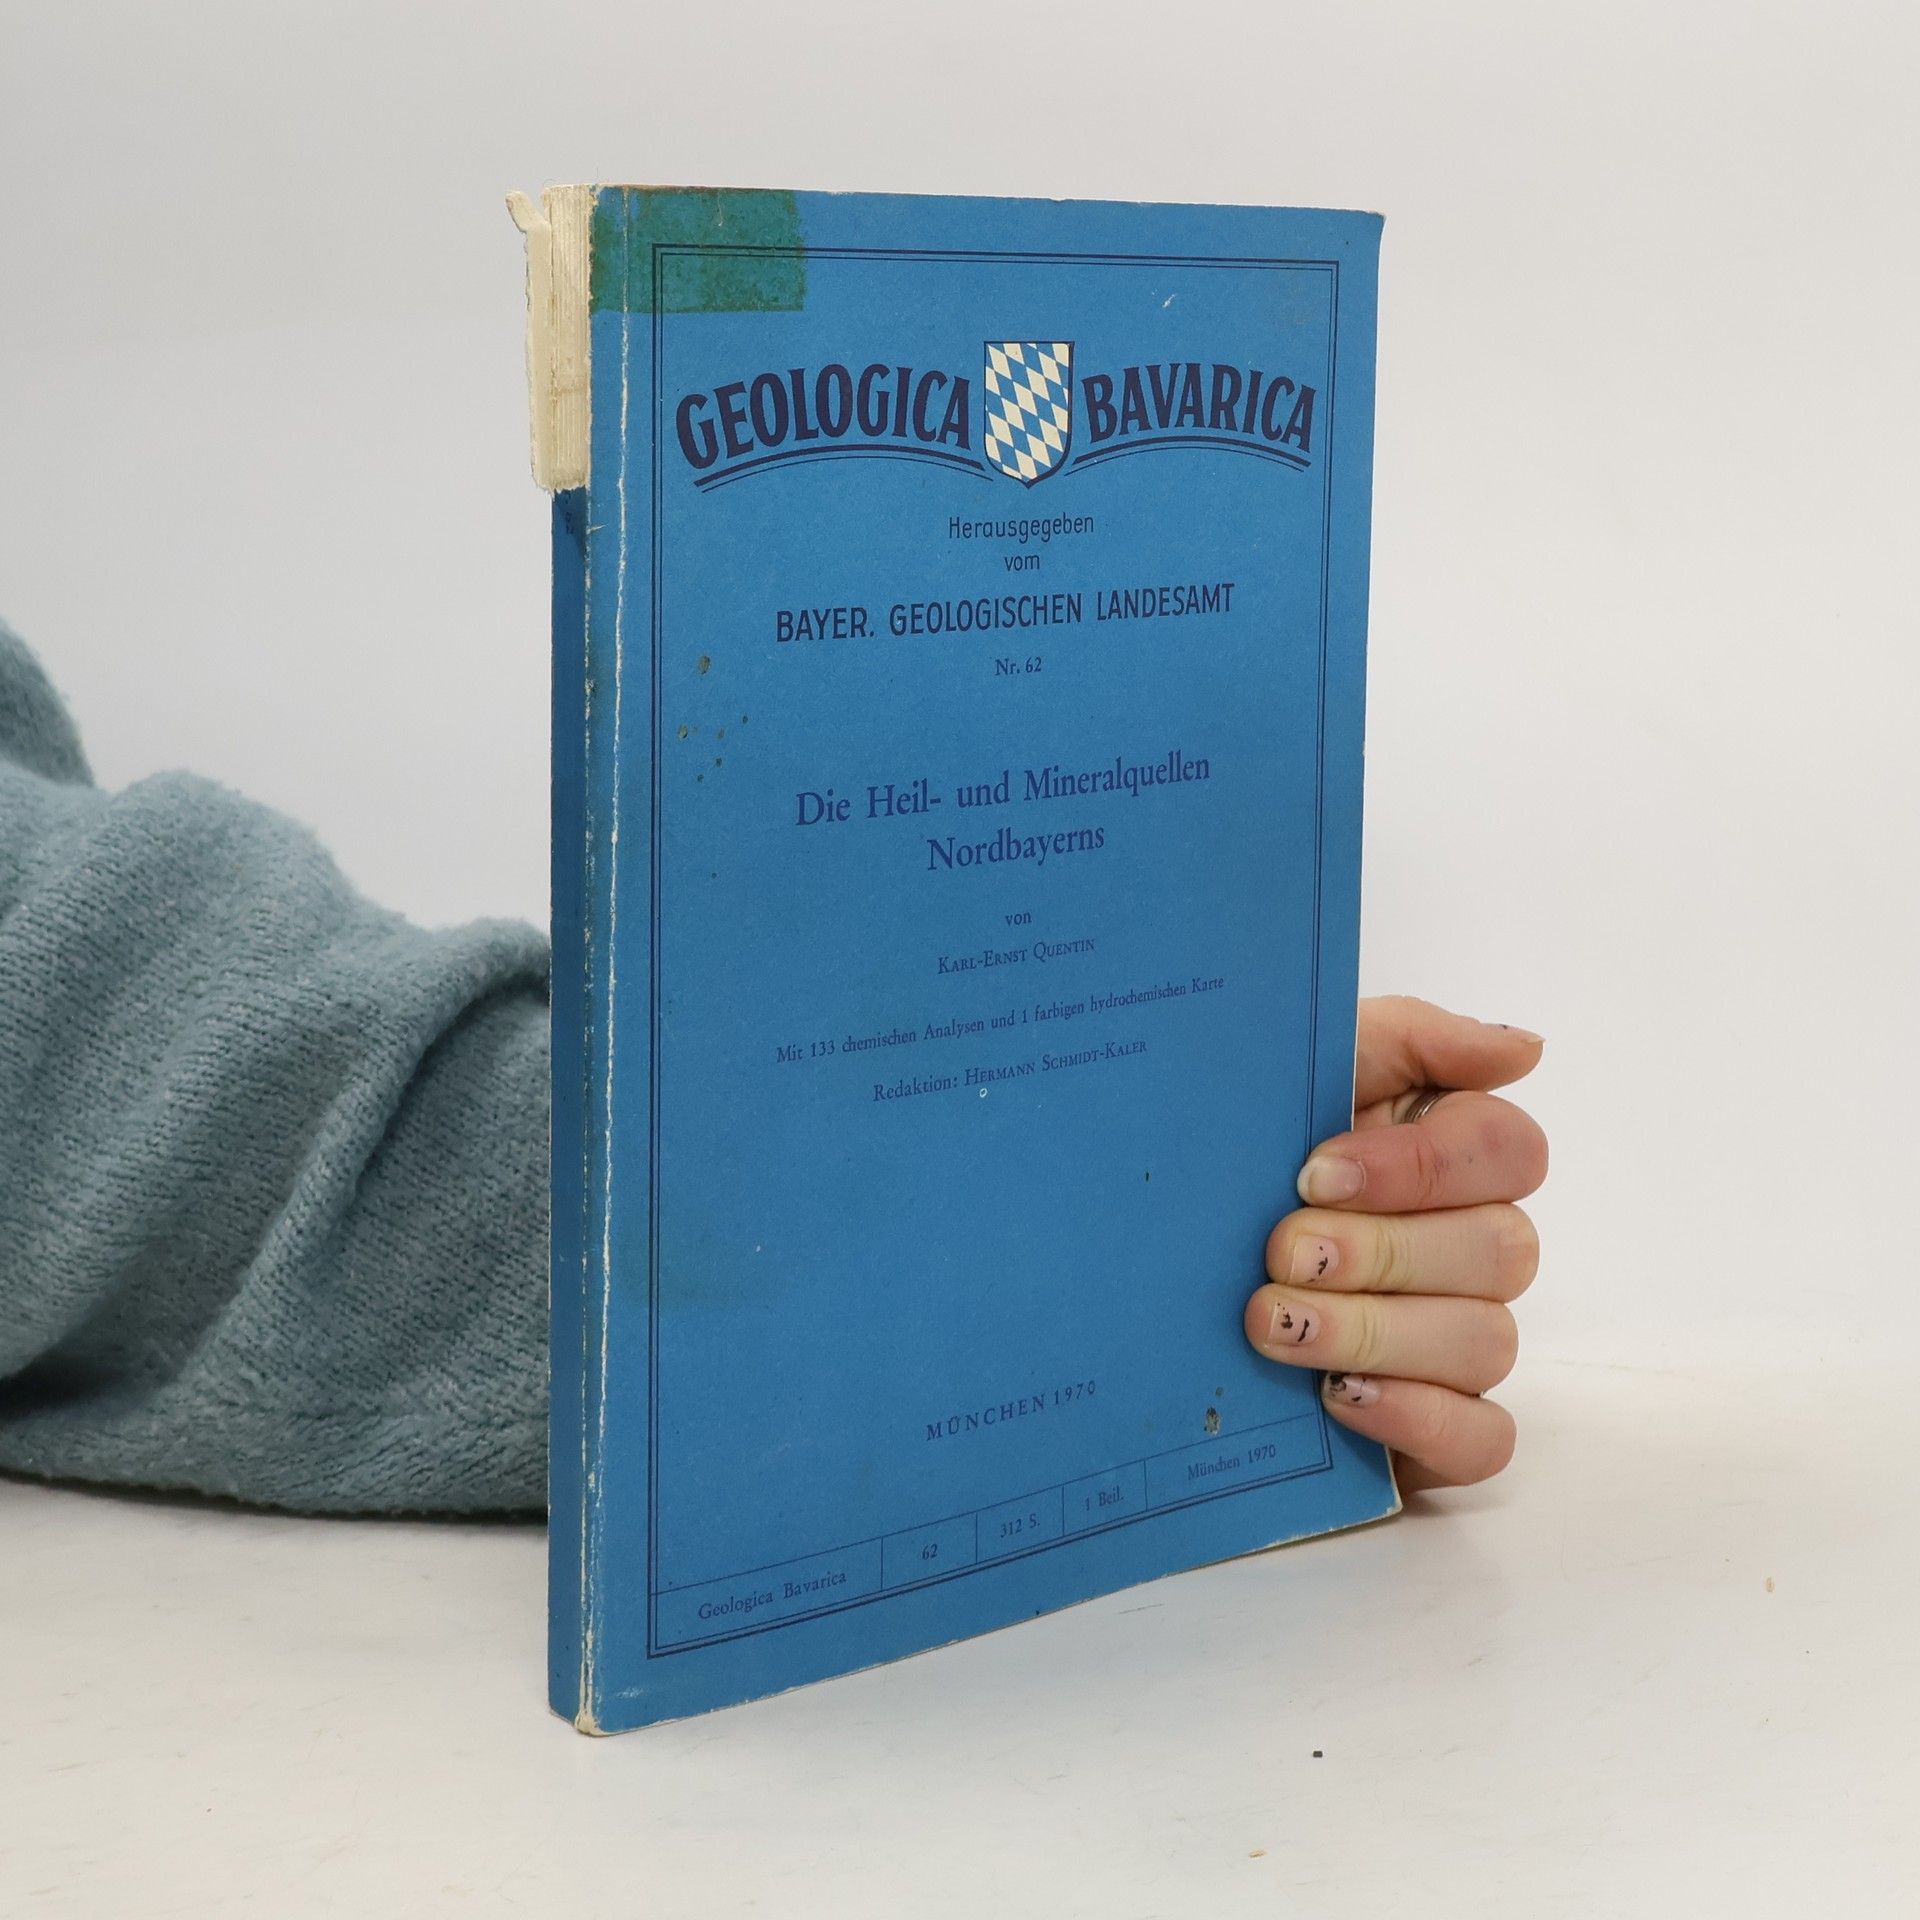 GEOLOGICA BAVARICA
Herausgegeben
vom
BAYER. GEOLOGISCHEN LANDESAMT
Nr. 62
Die Heil- und Mineralquellen
Nordbayerns
von
KARL-ERNST QUENTIN
Mit 133 chemischen Analysen und 1 farbigen hydrochemischen Karte
Redaktion: HERMANN SCHMIDT-KALER
MÜNCHEN 1970
Geologica Bavarica 62 312 S. 1 Beil. München 1970